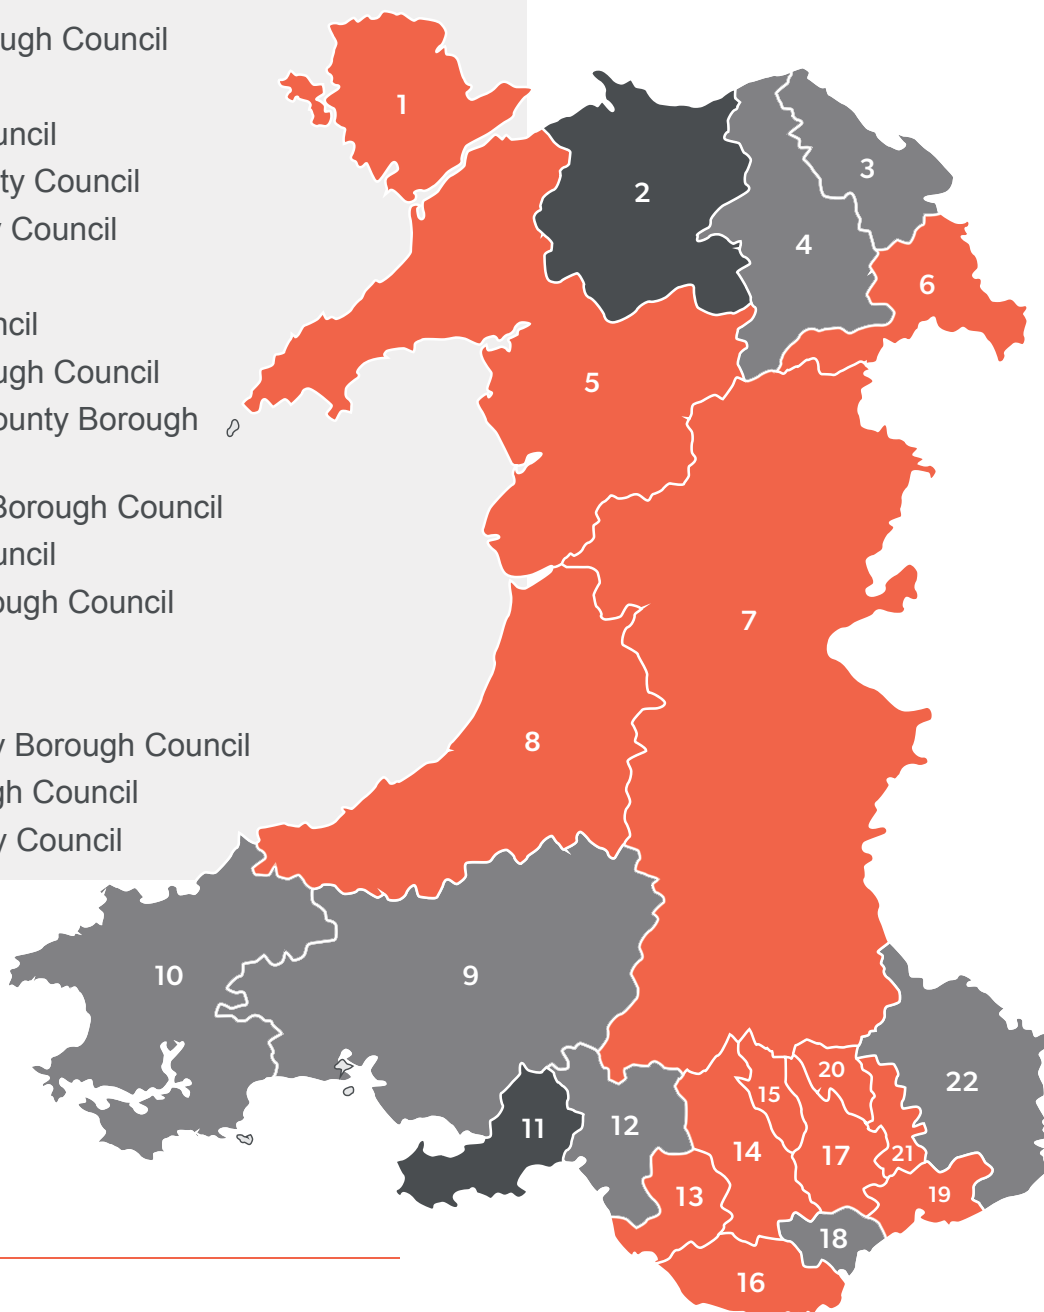 ugh Council
uncil
ty Council
y Council
ncil
ugh Council
ounty Borough
Borough Council
uncil
ough Council
y Borough Council
gh Council
y Council
1
2
3
4
5
6
7
8
9
10
11
12
13
14
15
16
17
18
19
20
21
22